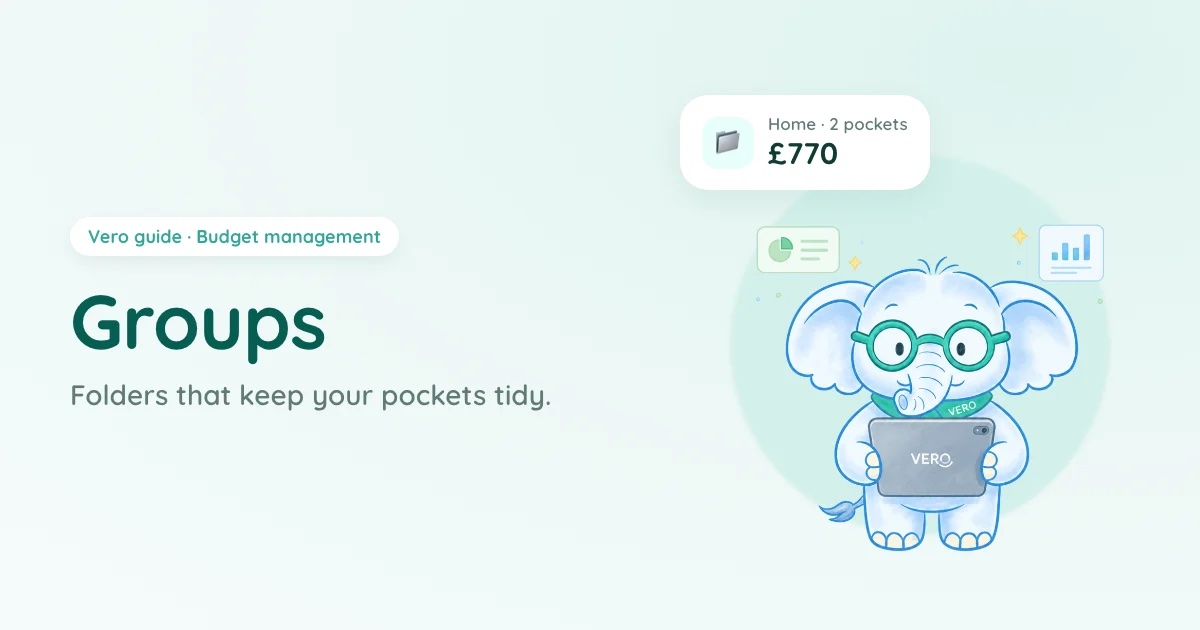 Vero guide · Budget management
Groups
Folders that keep your pockets tidy.
Home · 2 pockets
£770
VERO
VERO